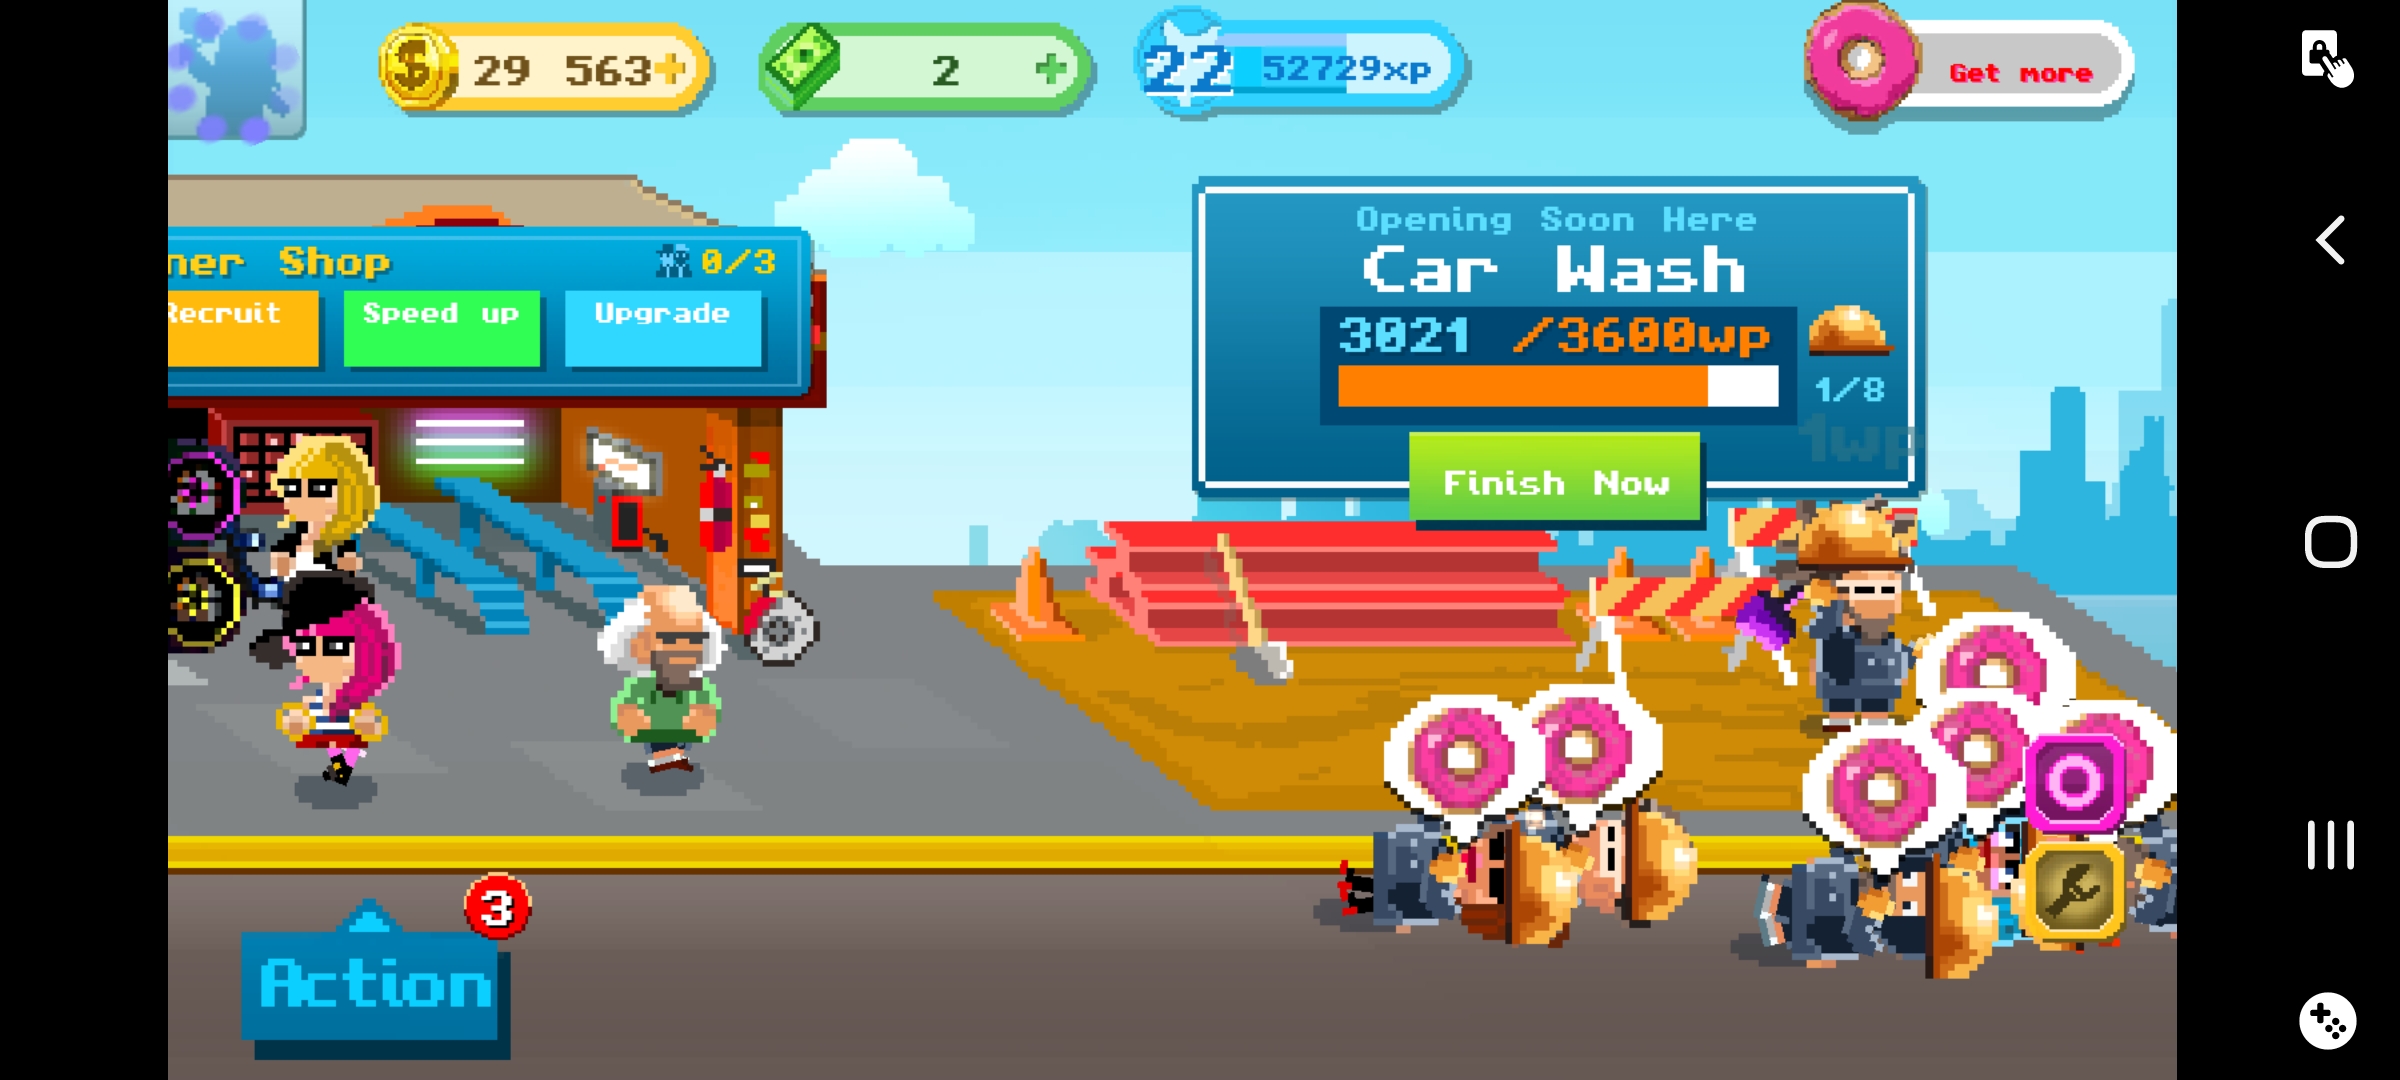 29 563+
2 +
22 52729xp
Get more
ner Shop
0/3
Recruit
Speed up
Upgrade
Opening Soon Here
Car Wash
3021 /3600wp
1/8
1wp
Finish Now
3
Action